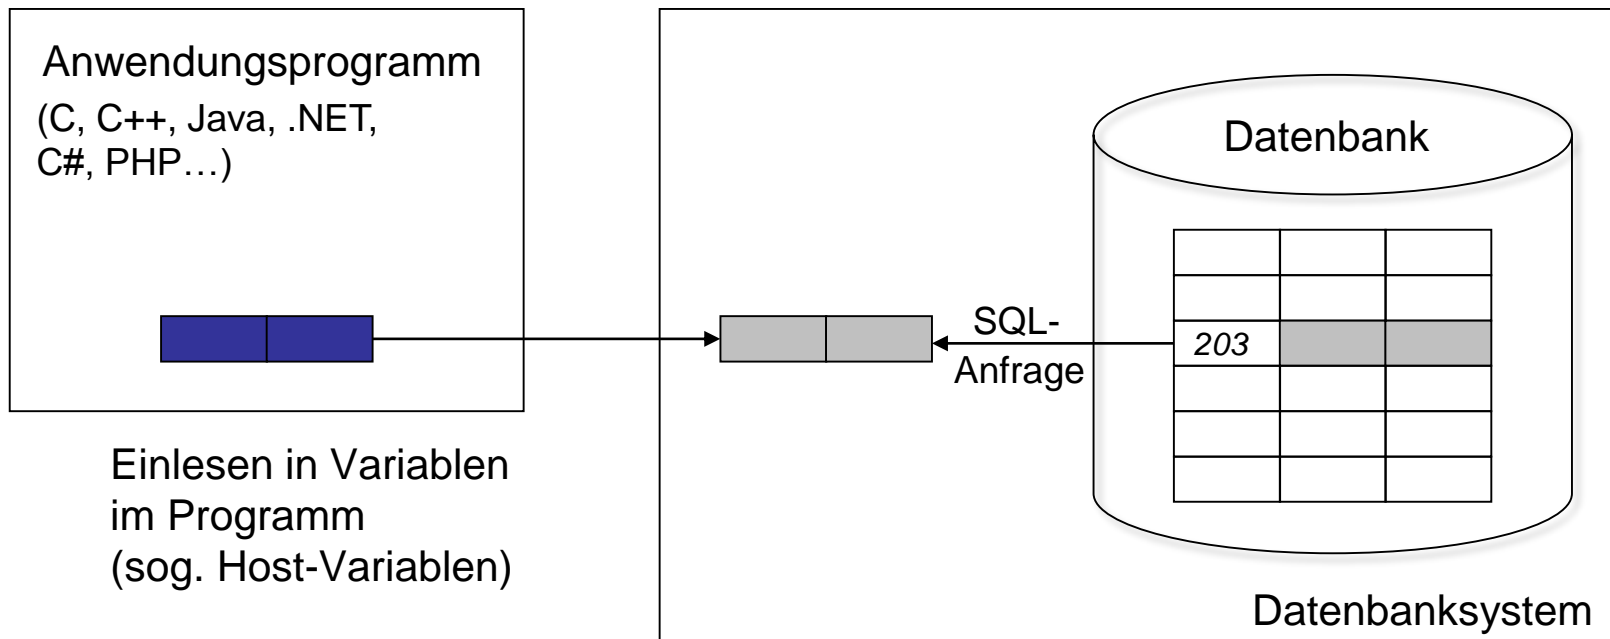 Anwendungsprogramm
(C, C++, Java, .NET,
C#, PHP…)
Einlesen in Variablen
im Programm
(sog. Host-Variablen)
SQL-
Anfrage
Datenbank
203
Datenbanksystem